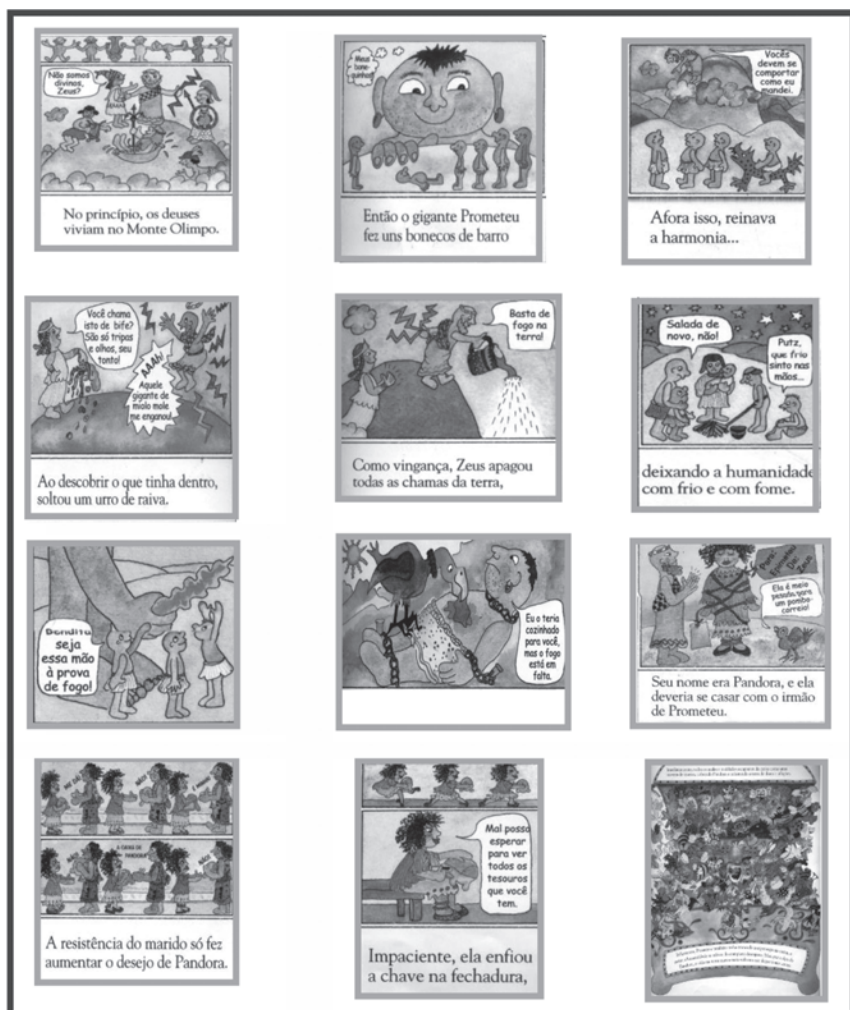 Não somos
divinos,
Zeus?
No princípio, os deuses
viviam no Monte Olimpo.
Meus
bone-
quinhos!
Então o gigante Prometeu
fez uns bonecos de barro
Vocês
devem se
comportar
como eu
mandei.
Afora isso, reinava
a harmonia...
Você chama
isto de bife?
São só tripas
e olhos, seu
tonto!
AAAh!
Aquele
gigante de
miolo mole
me enganou!
Ao descobrir o que tinha dentro,
soltou um urro de raiva.
Basta de
fogo na
terra!
Como vingança, Zeus apagou
todas as chamas da terra,
Salada de
novo, não!
Putz,
que frio
sinto nas
mãos...
deixando a humanidade
com frio e com fome.
Bendita
seja
essa mão
à prova
de fogo!
Eu o teria
cozinhado
para você,
mas o fogo
está em
falta.
Para:
Epimeteu
De:
Zeus
Ela é meio
pesada para
um pombo-
correio!
Seu nome era Pandora, e ela
deveria se casar com o irmão
de Prometeu.
NÃO!
NÃO!
A resistência do marido só fez
aumentar o desejo de Pandora.
Mal posso
esperar
para ver
todos os
tesouros
que você
tem.
Impaciente, ela enfiou
a chave na fechadura,